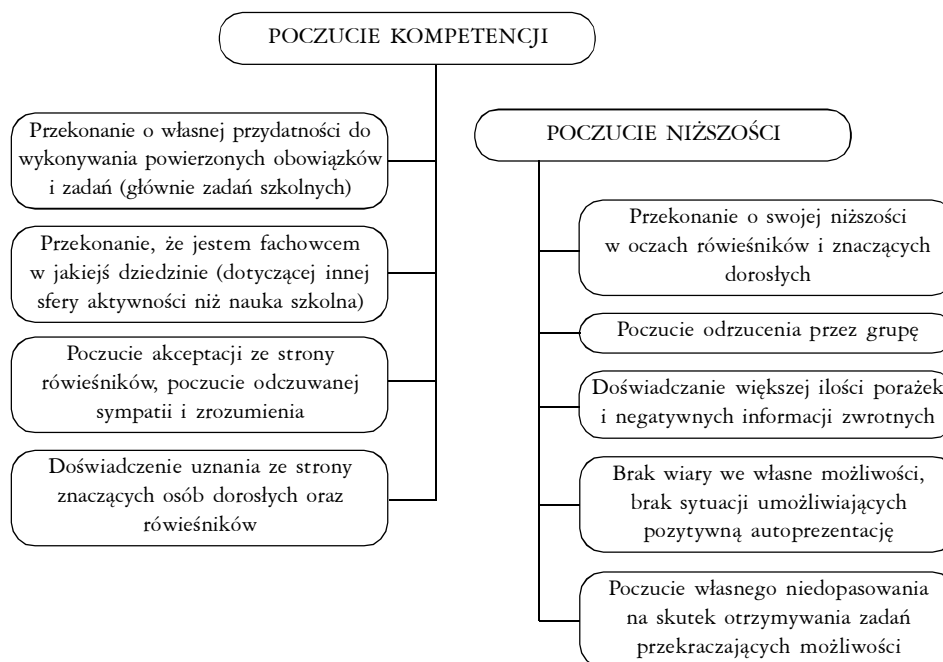 POCZUCIE KOMPETENCJI
Przekonanie o własnej przydatności do
wykonywania powierzonych obowiązków
i zadań (głównie zadań szkolnych)
Przekonanie, że jestem fachowcem
w jakiejś dziedzinie (dotyczącej innej
sfery aktywności niż nauka szkolna)
Poczucie akceptacji ze strony
rówieśników, poczucie odczuwanej
sympatii i zrozumienia
Doświadczenie uznania ze strony
znaczących osób dorosłych oraz
rówieśników
POCZUCIE NIŻSZOŚCI
Przekonanie o swojej niższości
w oczach rówieśników i znaczących
dorosłych
Poczucie odrzucenia przez grupę
Doświadczanie większej ilości porażek
i negatywnych informacji zwrotnych
Brak wiary we własne możliwości,
brak sytuacji umożliwiających
pozytywną autoprezentację
Poczucie własnego niedopasowania
na skutek otrzymywania zadań
przekraczających możliwości